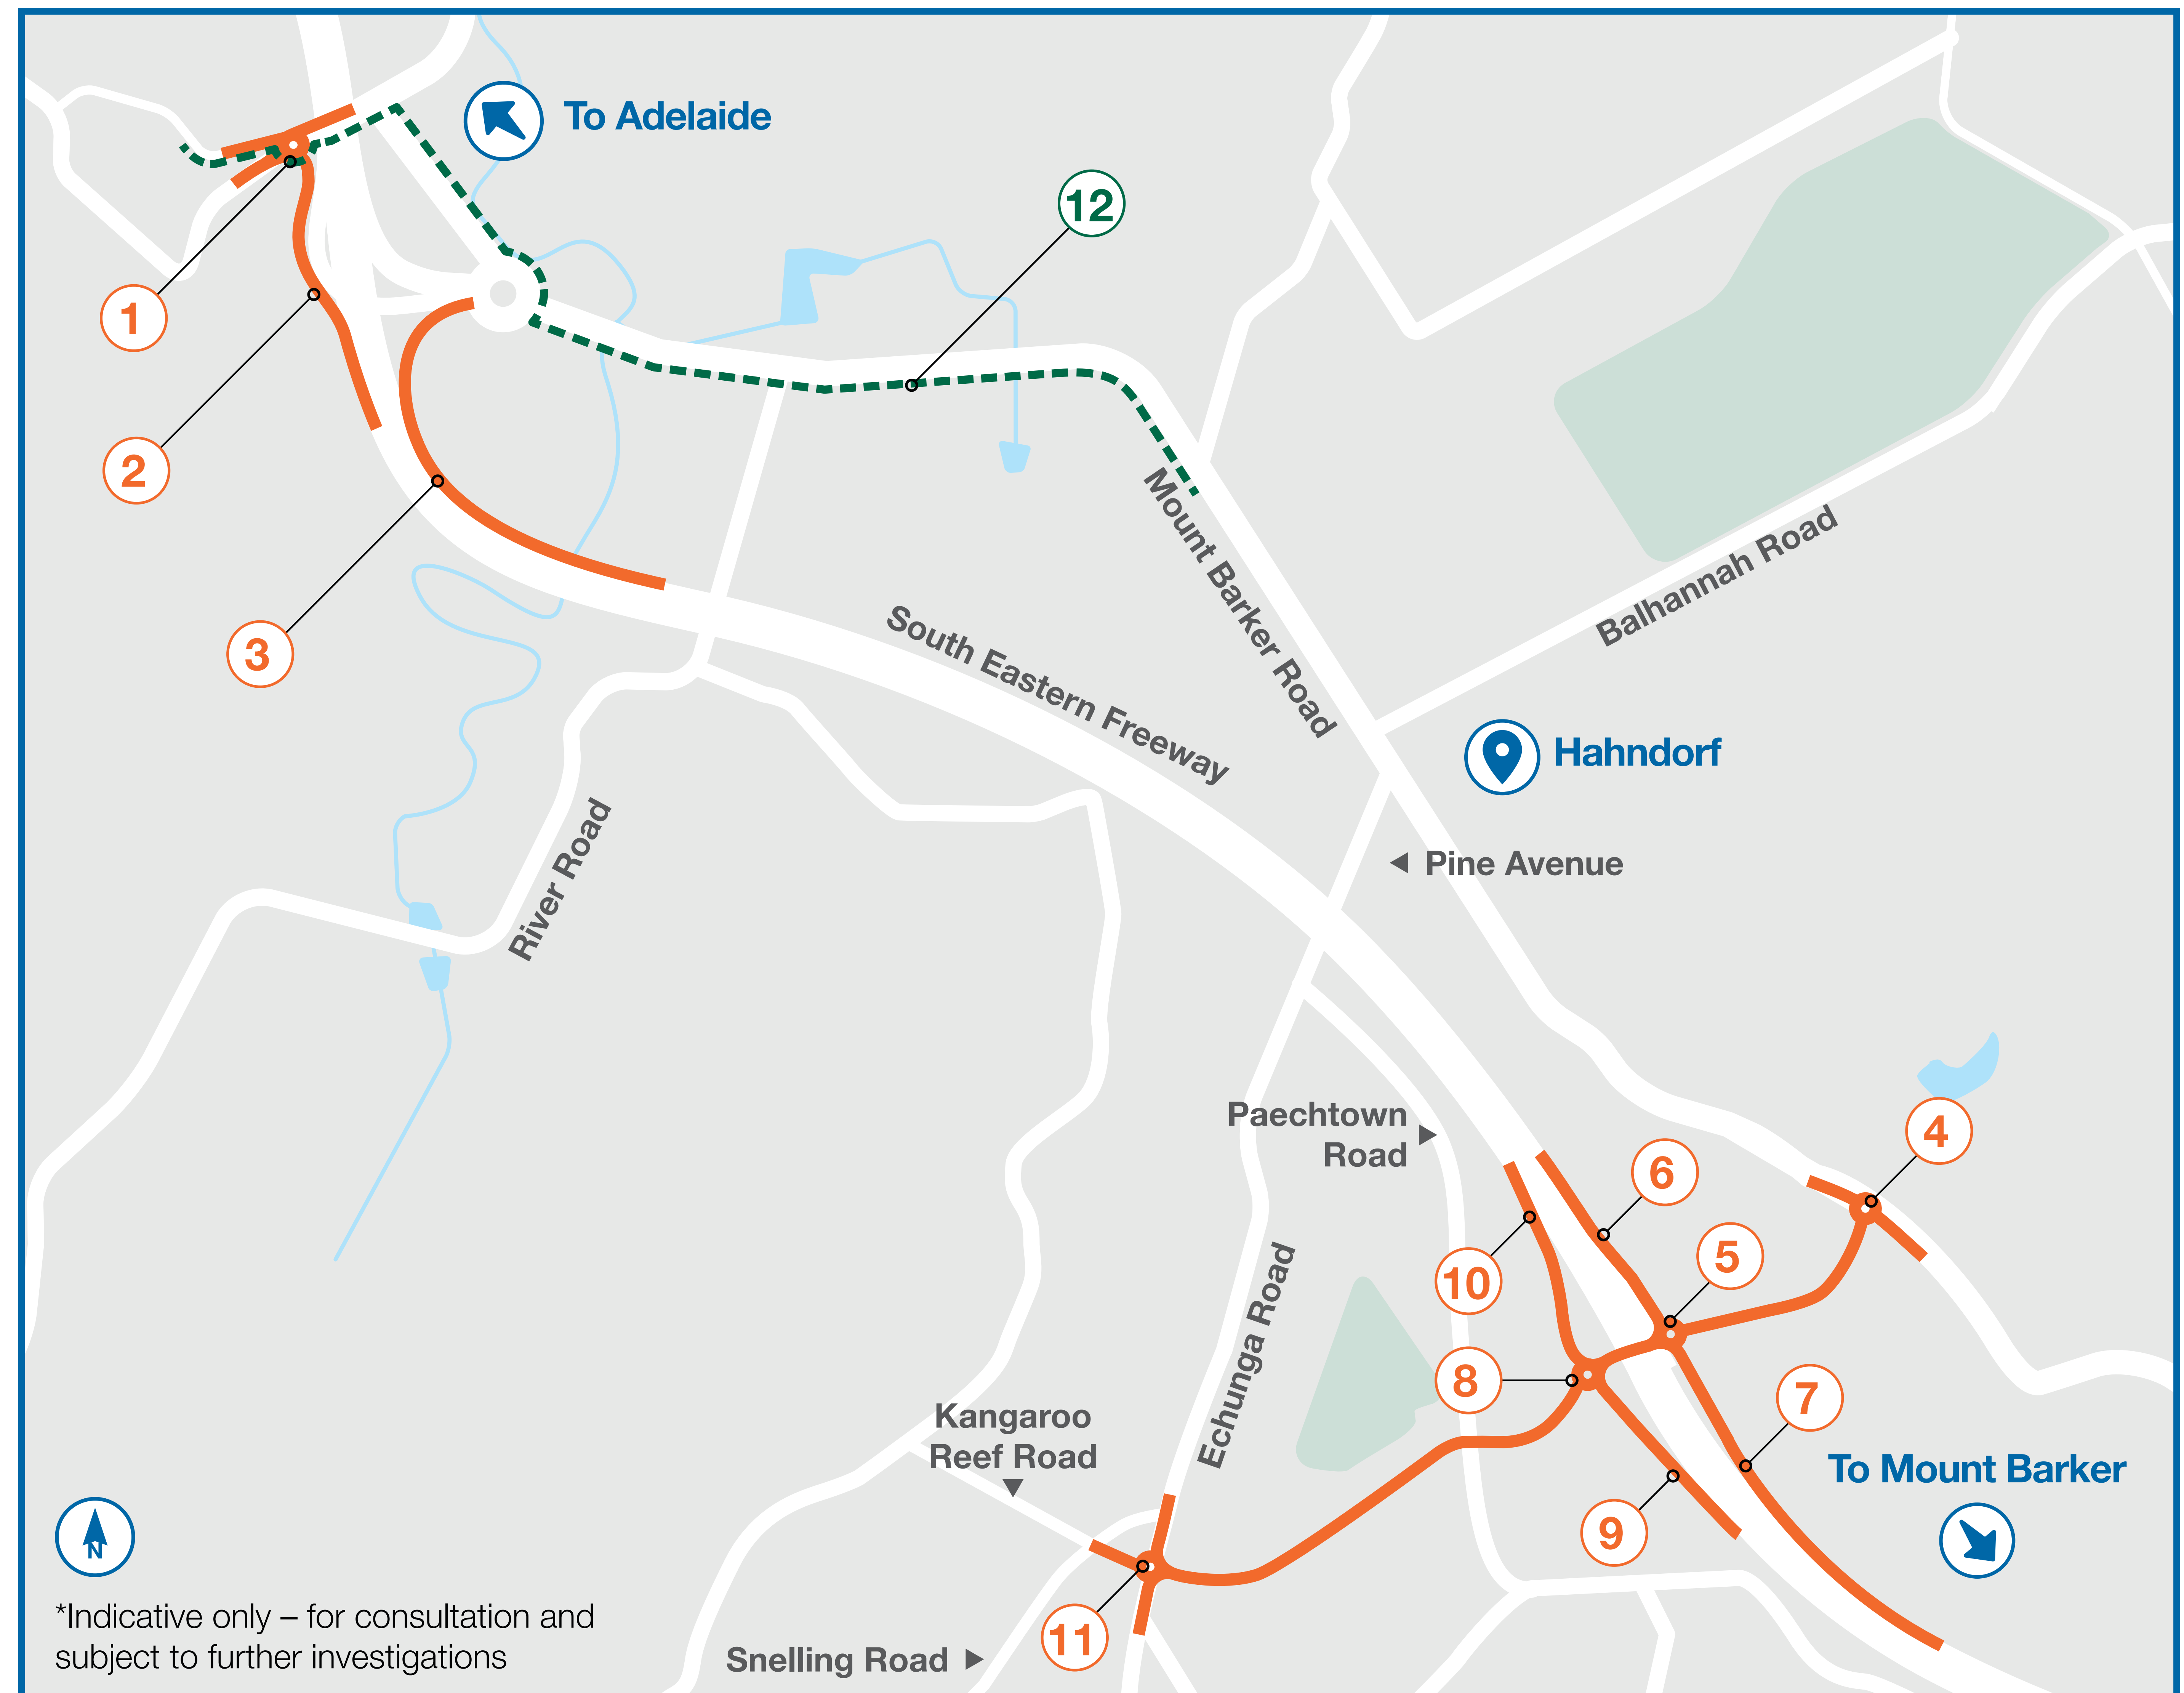 To Adelaide
12
1
2
3
Mount Barker Road
Balhannah Road
South Eastern Freeway
Hahndorf
River Road
Pine Avenue
Paechtown
Road
4
6
5
10
Echunga Road
8
7
Kangaroo
Reef Road
To Mount Barker
9
N
*Indicative only – for consultation and
subject to further investigations
11
Snelling Road